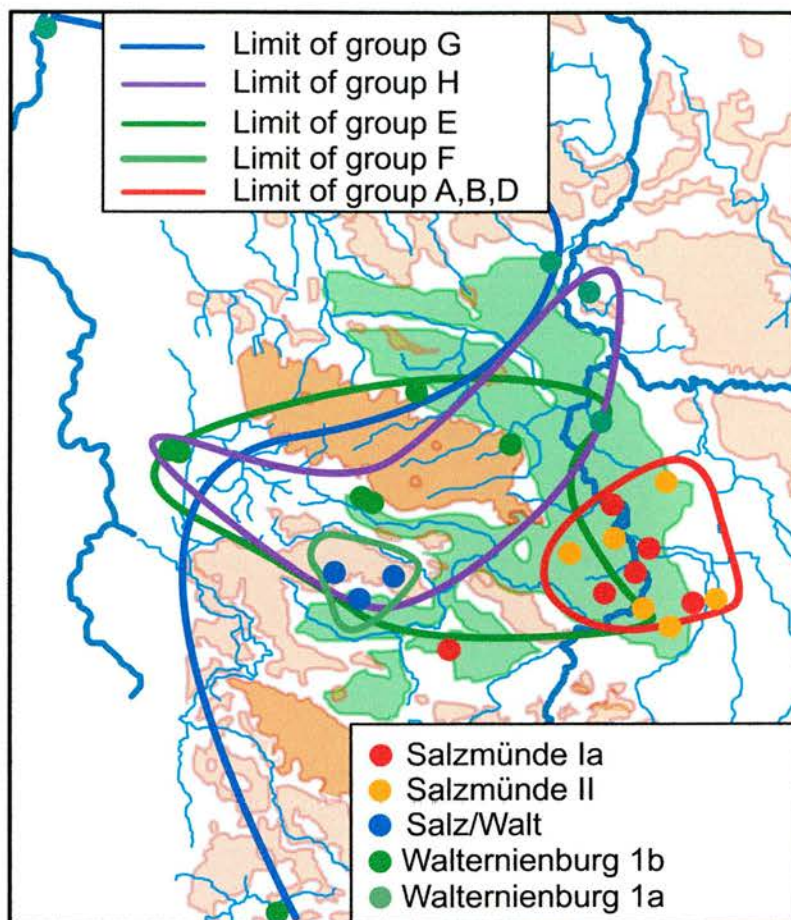 Limit of group G
Limit of group H
Limit of group E
Limit of group F
Limit of group A,B,D
Salzmünde Ia
Salzmünde II
Salz/Walt
Walternienburg 1b
Walternienburg 1a